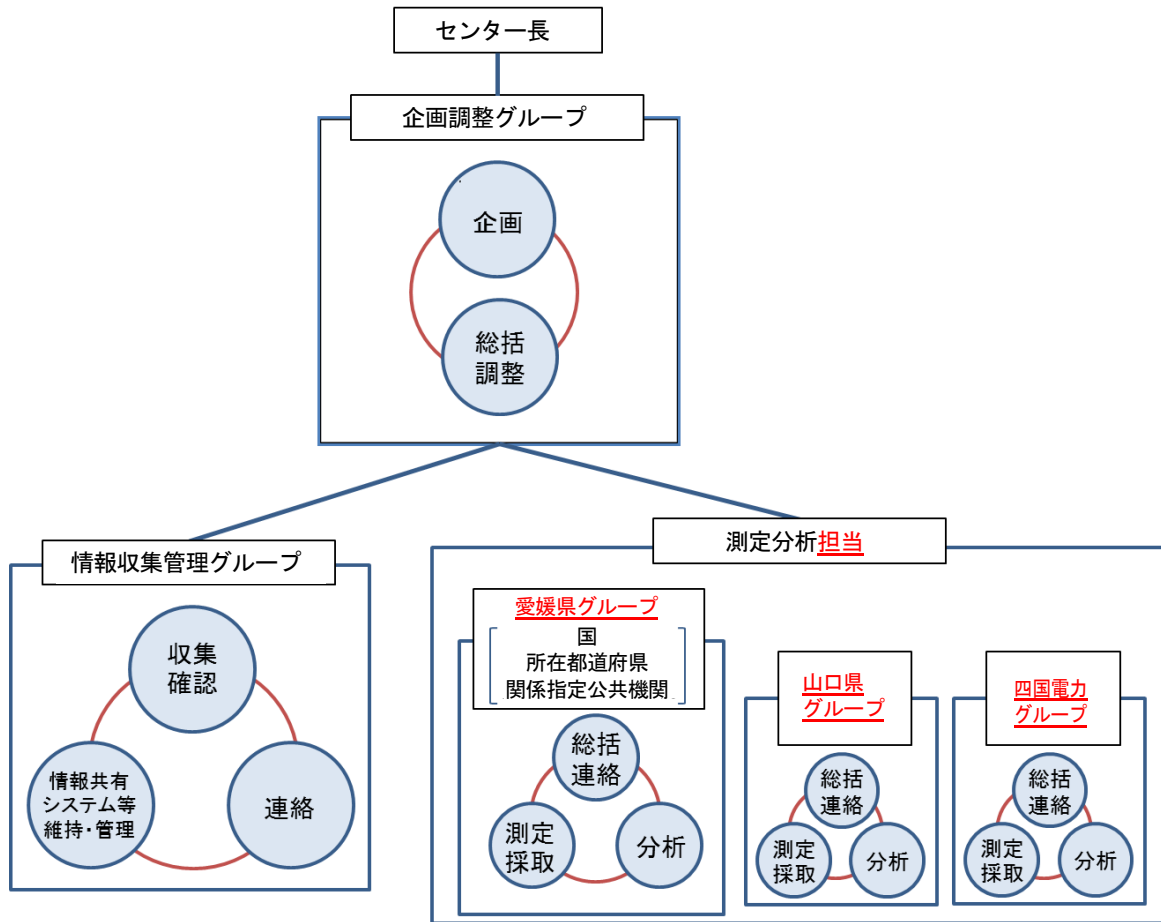 センター長
企画調整グループ
企画
総括
調整
情報収集管理グループ
収集
確認
情報共有
システム等
維持・管理
連絡
測定分析担当
愛媛県グループ
国
所在都道府県
関係指定公共機関
総括
連絡
測定
採取
分析
山口県
グループ
総括
連絡
測定
採取
分析
四国電力
グループ
総括
連絡
測定
採取
分析